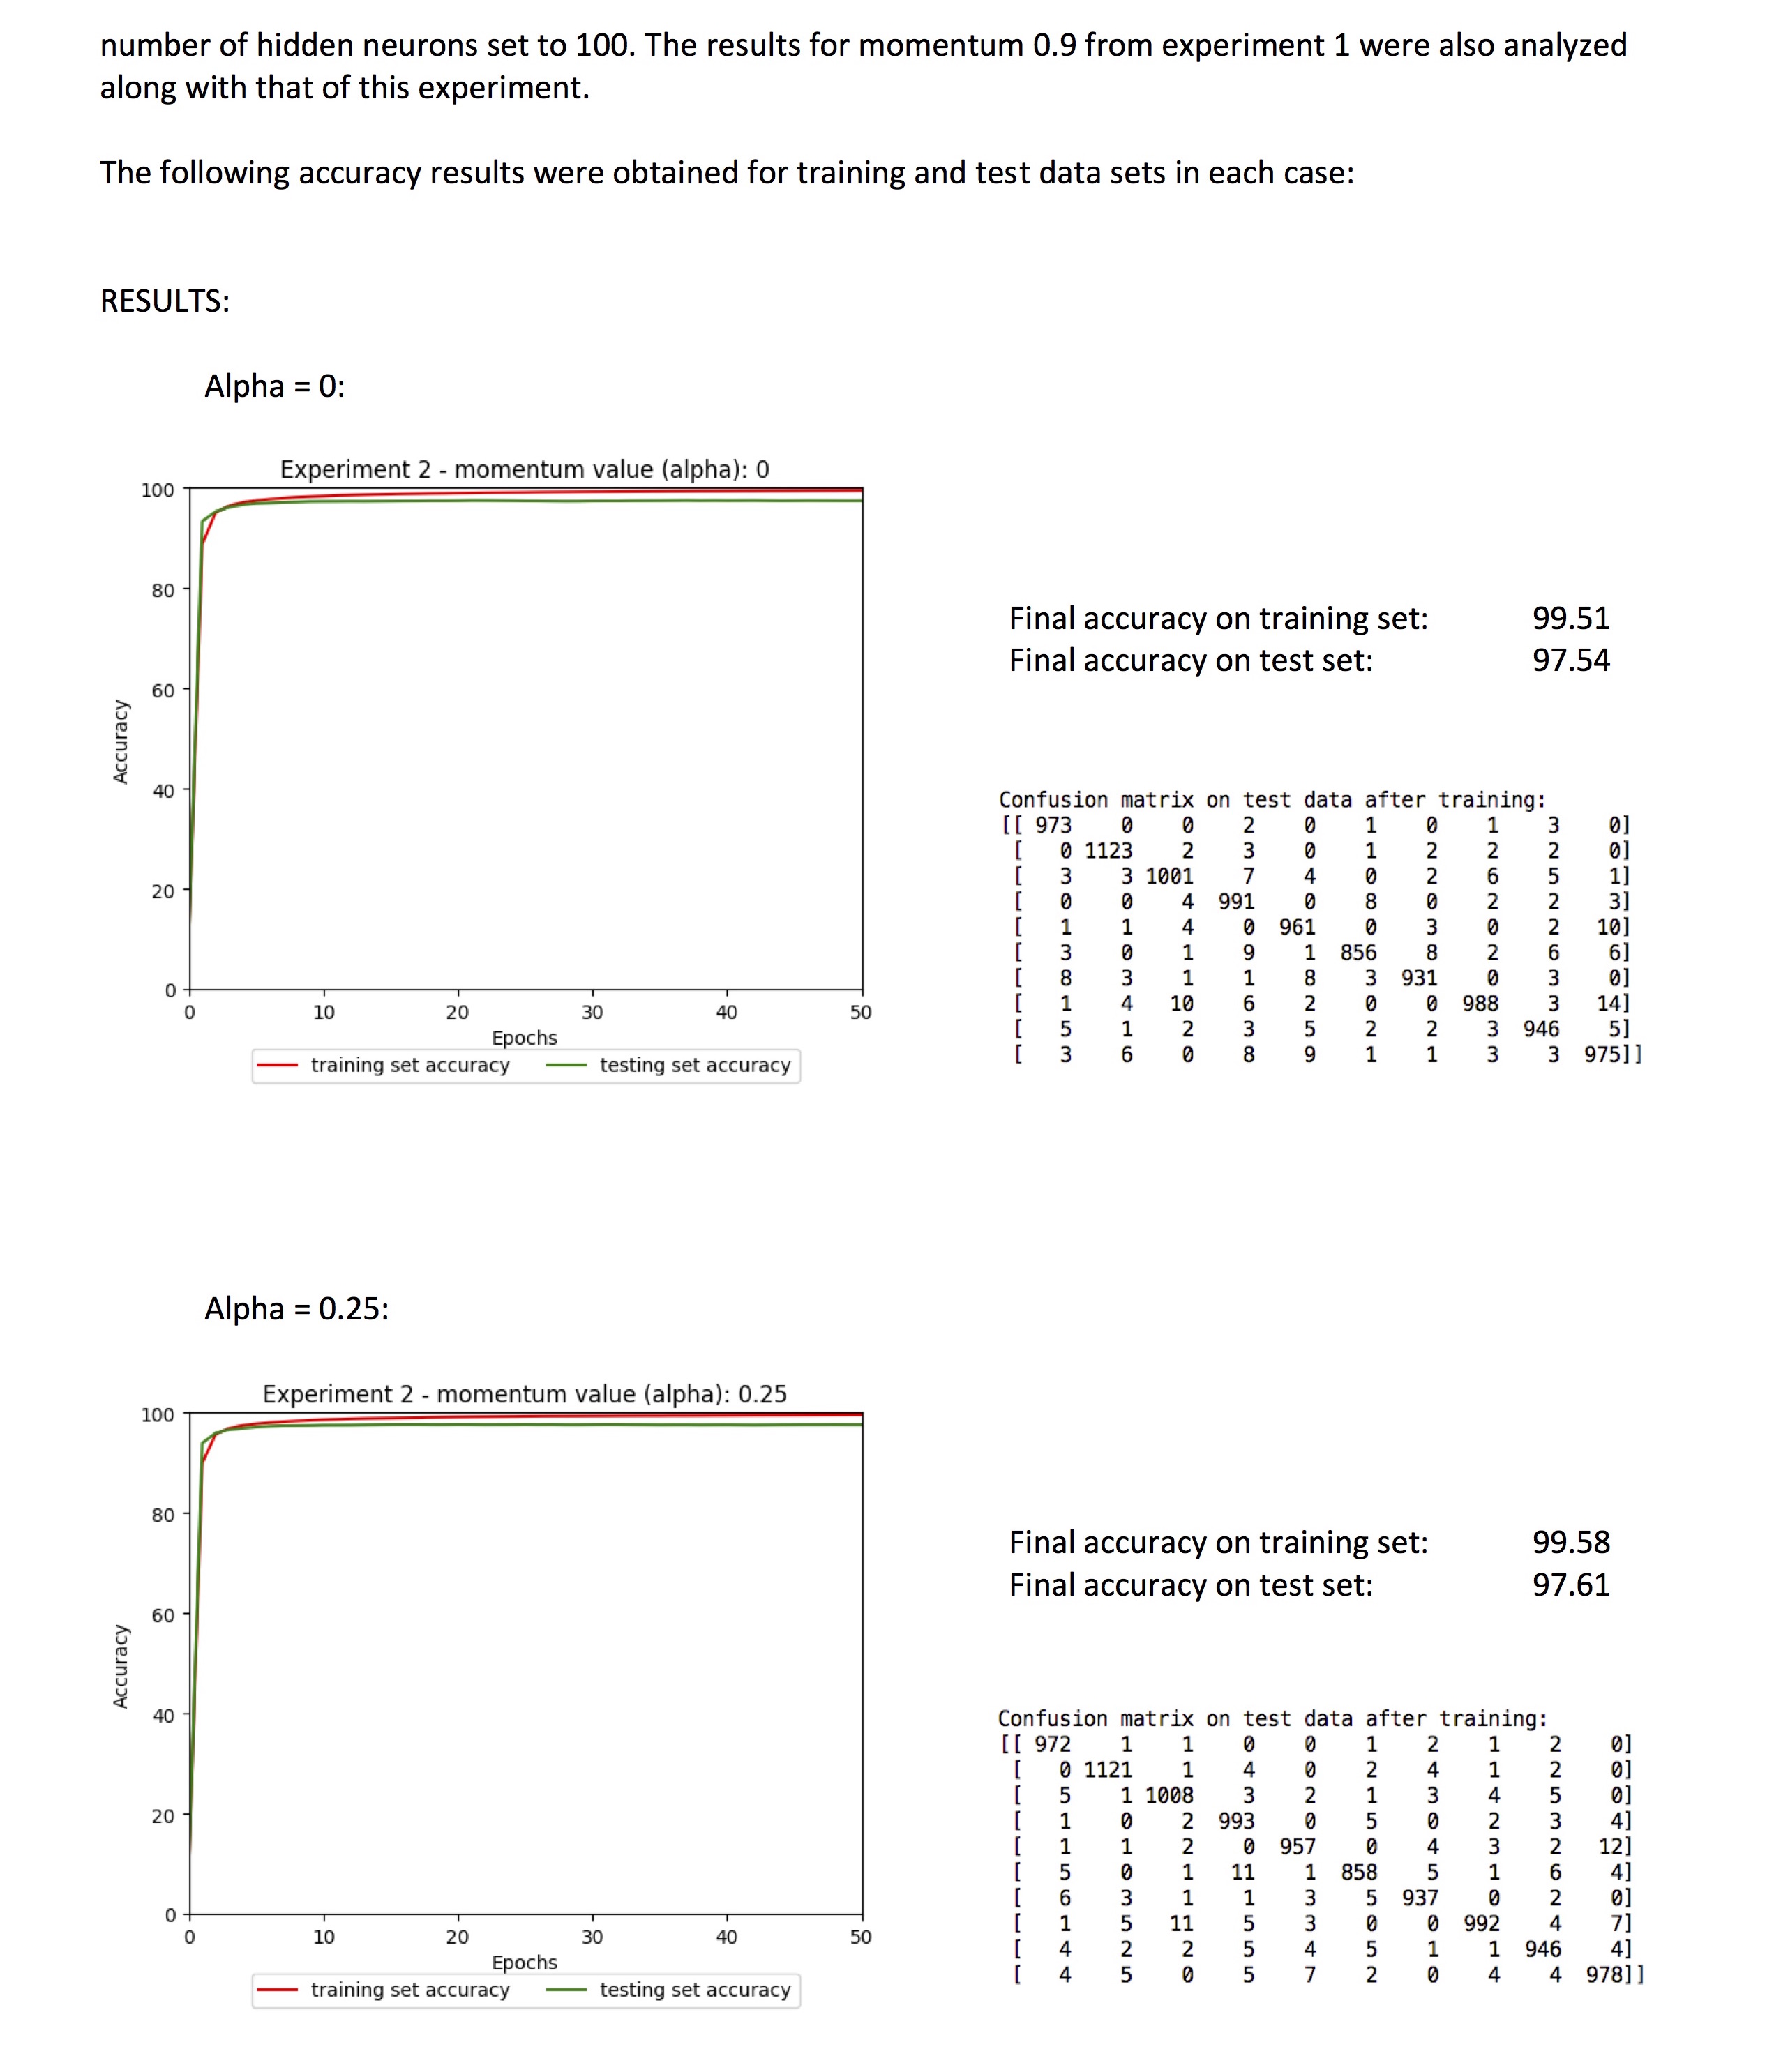 number of hidden neurons set to 100. The results for momentum 0.9 from experiment 1 were also analyzed
along with that of this experiment.
The following accuracy results were obtained for training and test data sets in each case:
RESULTS:
Alpha = 0:
Experiment 2 - momentum value (alpha): 0
100
80
60
40
20
0
Accuracy
0 10 20 30 40 50
Epochs
training set accuracy testing set accuracy
Final accuracy on training set: 99.51
Final accuracy on test set: 97.54
Confusion matrix on test data after training:
[[ 973 0 0 2 0 1 0 1 3 0]
[ 0 1123 2 3 0 1 2 2 2 0]
[ 3 3 1001 7 4 0 2 6 5 1]
[ 0 0 4 991 0 8 0 2 2 3]
[ 1 1 4 0 961 0 3 0 2 10]
[ 3 0 1 9 1 856 8 2 6 6]
[ 8 3 1 1 8 3 931 0 3 0]
[ 1 4 10 6 2 0 0 988 3 14]
[ 5 1 2 3 5 2 2 3 946 5]
[ 3 6 0 8 9 1 1 3 3 975]]
Alpha = 0.25:
Experiment 2 - momentum value (alpha): 0.25
100
80
60
40
20
0
Accuracy
0 10 20 30 40 50
Epochs
training set accuracy testing set accuracy
Final accuracy on training set: 99.58
Final accuracy on test set: 97.61
Confusion matrix on test data after training:
[[ 972 1 1 0 0 1 2 1 2 0]
[ 0 1121 1 4 0 2 4 1 2 0]
[ 5 1 1008 3 2 1 3 4 5 0]
[ 1 0 2 993 0 5 0 2 3 4]
[ 1 1 2 0 957 0 4 3 2 12]
[ 5 0 1 11 1 858 5 1 6 4]
[ 6 3 1 1 3 5 937 0 2 0]
[ 1 5 11 5 3 0 0 992 4 7]
[ 4 2 2 5 4 5 1 1 946 4]
[ 4 5 0 5 7 2 0 4 4 978]]